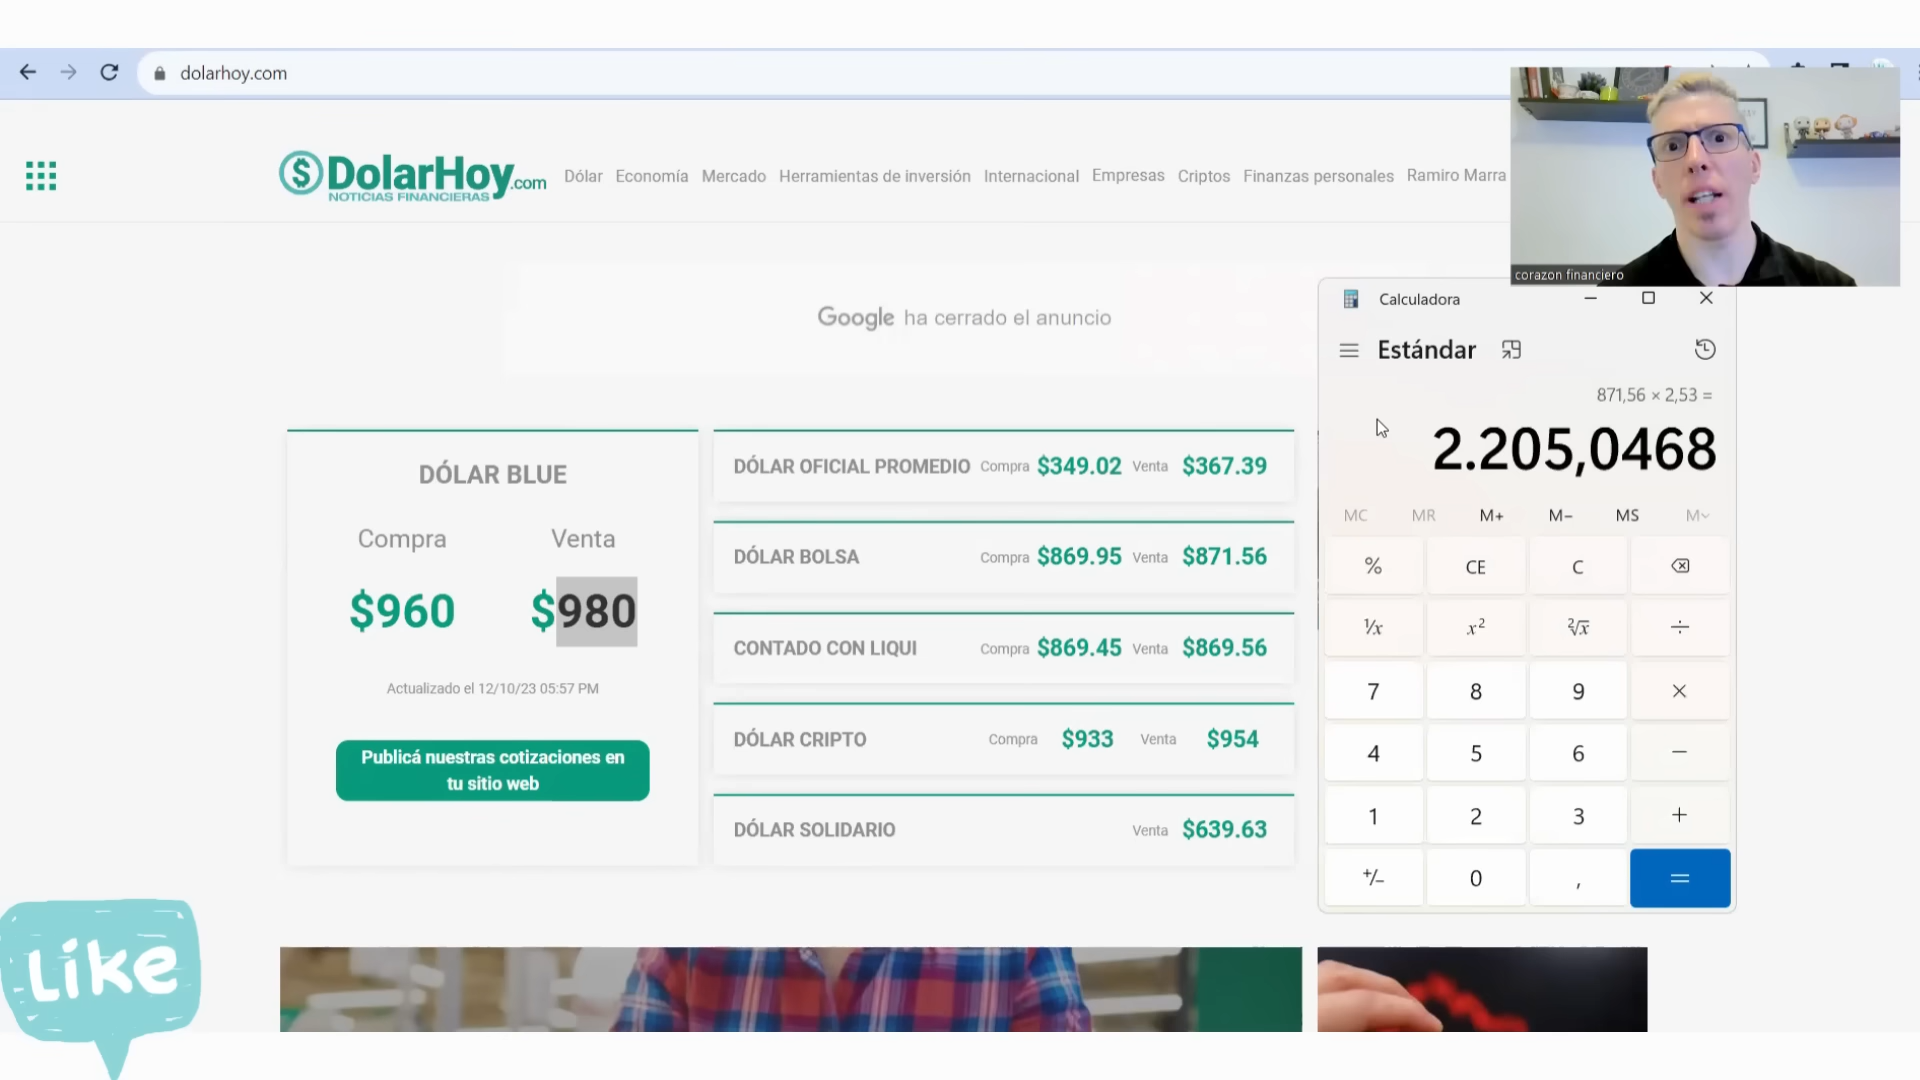 dolarhoy.com
DolarHoy.com
NOTICIAS FINANCIERAS
Dólar Economía Mercado Herramientas de inversión Internacional Empresas Criptos Finanzas personales Ramiro Marra
corazon financiero
Google ha cerrado el anuncio
DÓLAR BLUE
Compra Venta
$960 $980
Actualizado el 12/10/23 05:57 PM
Publicá nuestras cotizaciones en
tu sitio web
DÓLAR OFICIAL PROMEDIO Compra $349.02 Venta $367.39
DÓLAR BOLSA Compra $869.95 Venta $871.56
CONTADO CON LIQUI Compra $869.45 Venta $869.56
DÓLAR CRIPTO Compra $933 Venta $954
DÓLAR SOLIDARIO Venta $639.63
Calculadora
Estándar
871,56 × 2,53 =
2.205,0468
MC MR M+ M− MS M˅
% CE C
¹/x x² ²√x ÷
7 8 9 ×
4 5 6 −
1 2 3 +
+/− 0 , =
Like